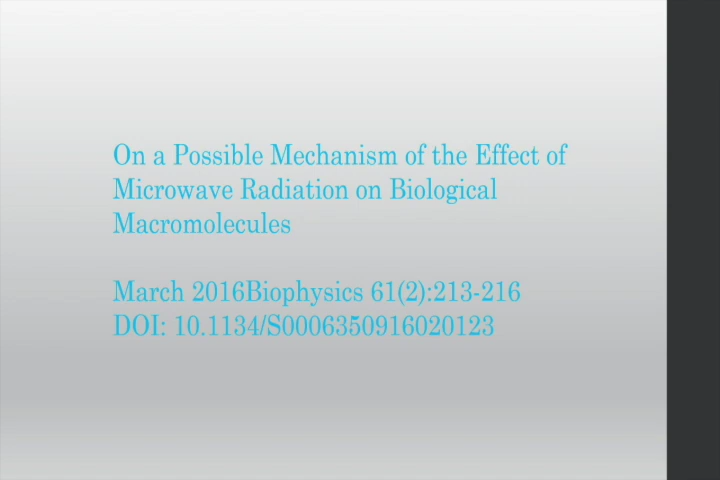 On a Possible Mechanism of the Effect of
Microwave Radiation on Biological
Macromolecules
March 2016Biophysics 61(2):213-216
DOI: 10.1134/S0006350916020123